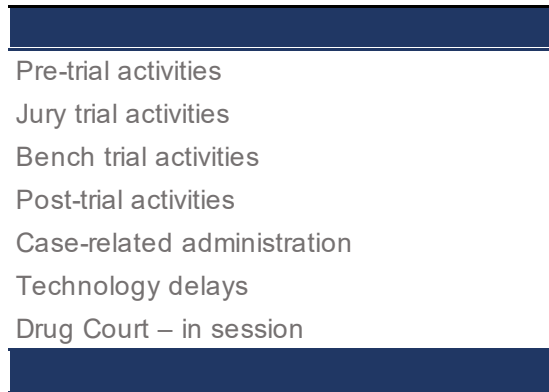 Pre-trial activities
Jury trial activities
Bench trial activities
Post-trial activities
Case-related administration
Technology delays
Drug Court – in session